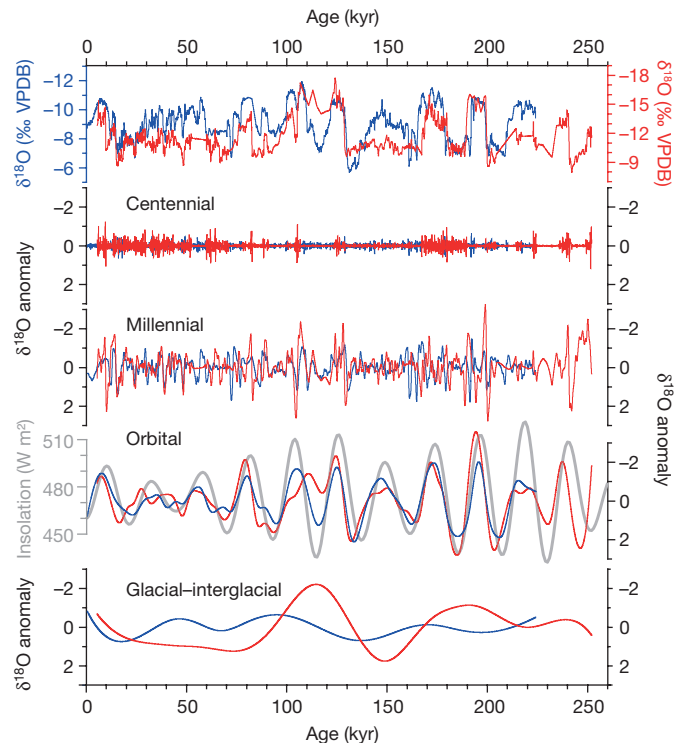 Age (kyr)
0 50 100 150 200 250
δ18O (‰ VPDB)
−12
−10
−8
−6
−18
−15
−12
−9
δ18O (‰ VPDB)
Centennial
−2
0
2
−2
0
2
δ18O anomaly
Millennial
−2
0
2
−2
0
2
Orbital
Insolation (W m²)
510
480
450
−2
0
2
δ18O anomaly
Glacial–interglacial
δ18O anomaly
−2
0
2
−2
0
2
0 50 100 150 200 250
Age (kyr)